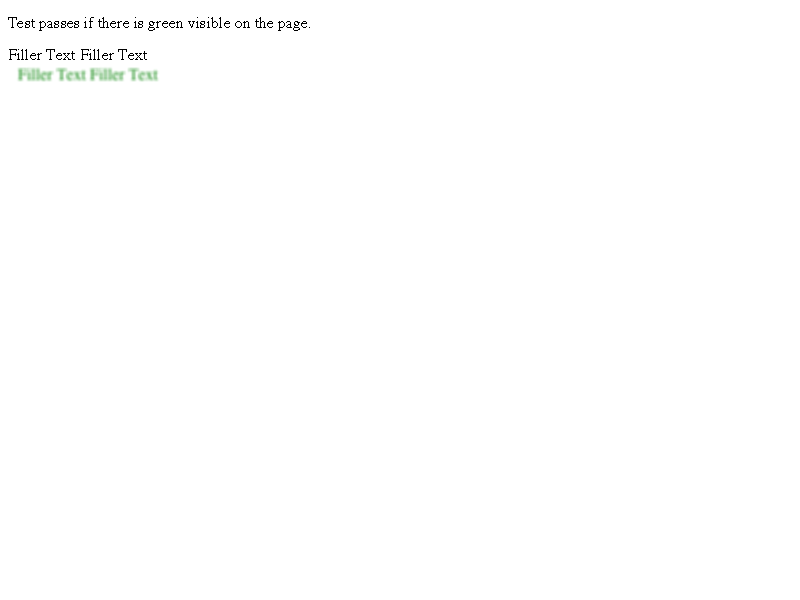 Test passes if there is green visible on the page.
Filler Text Filler Text
Filler Text Filler Text